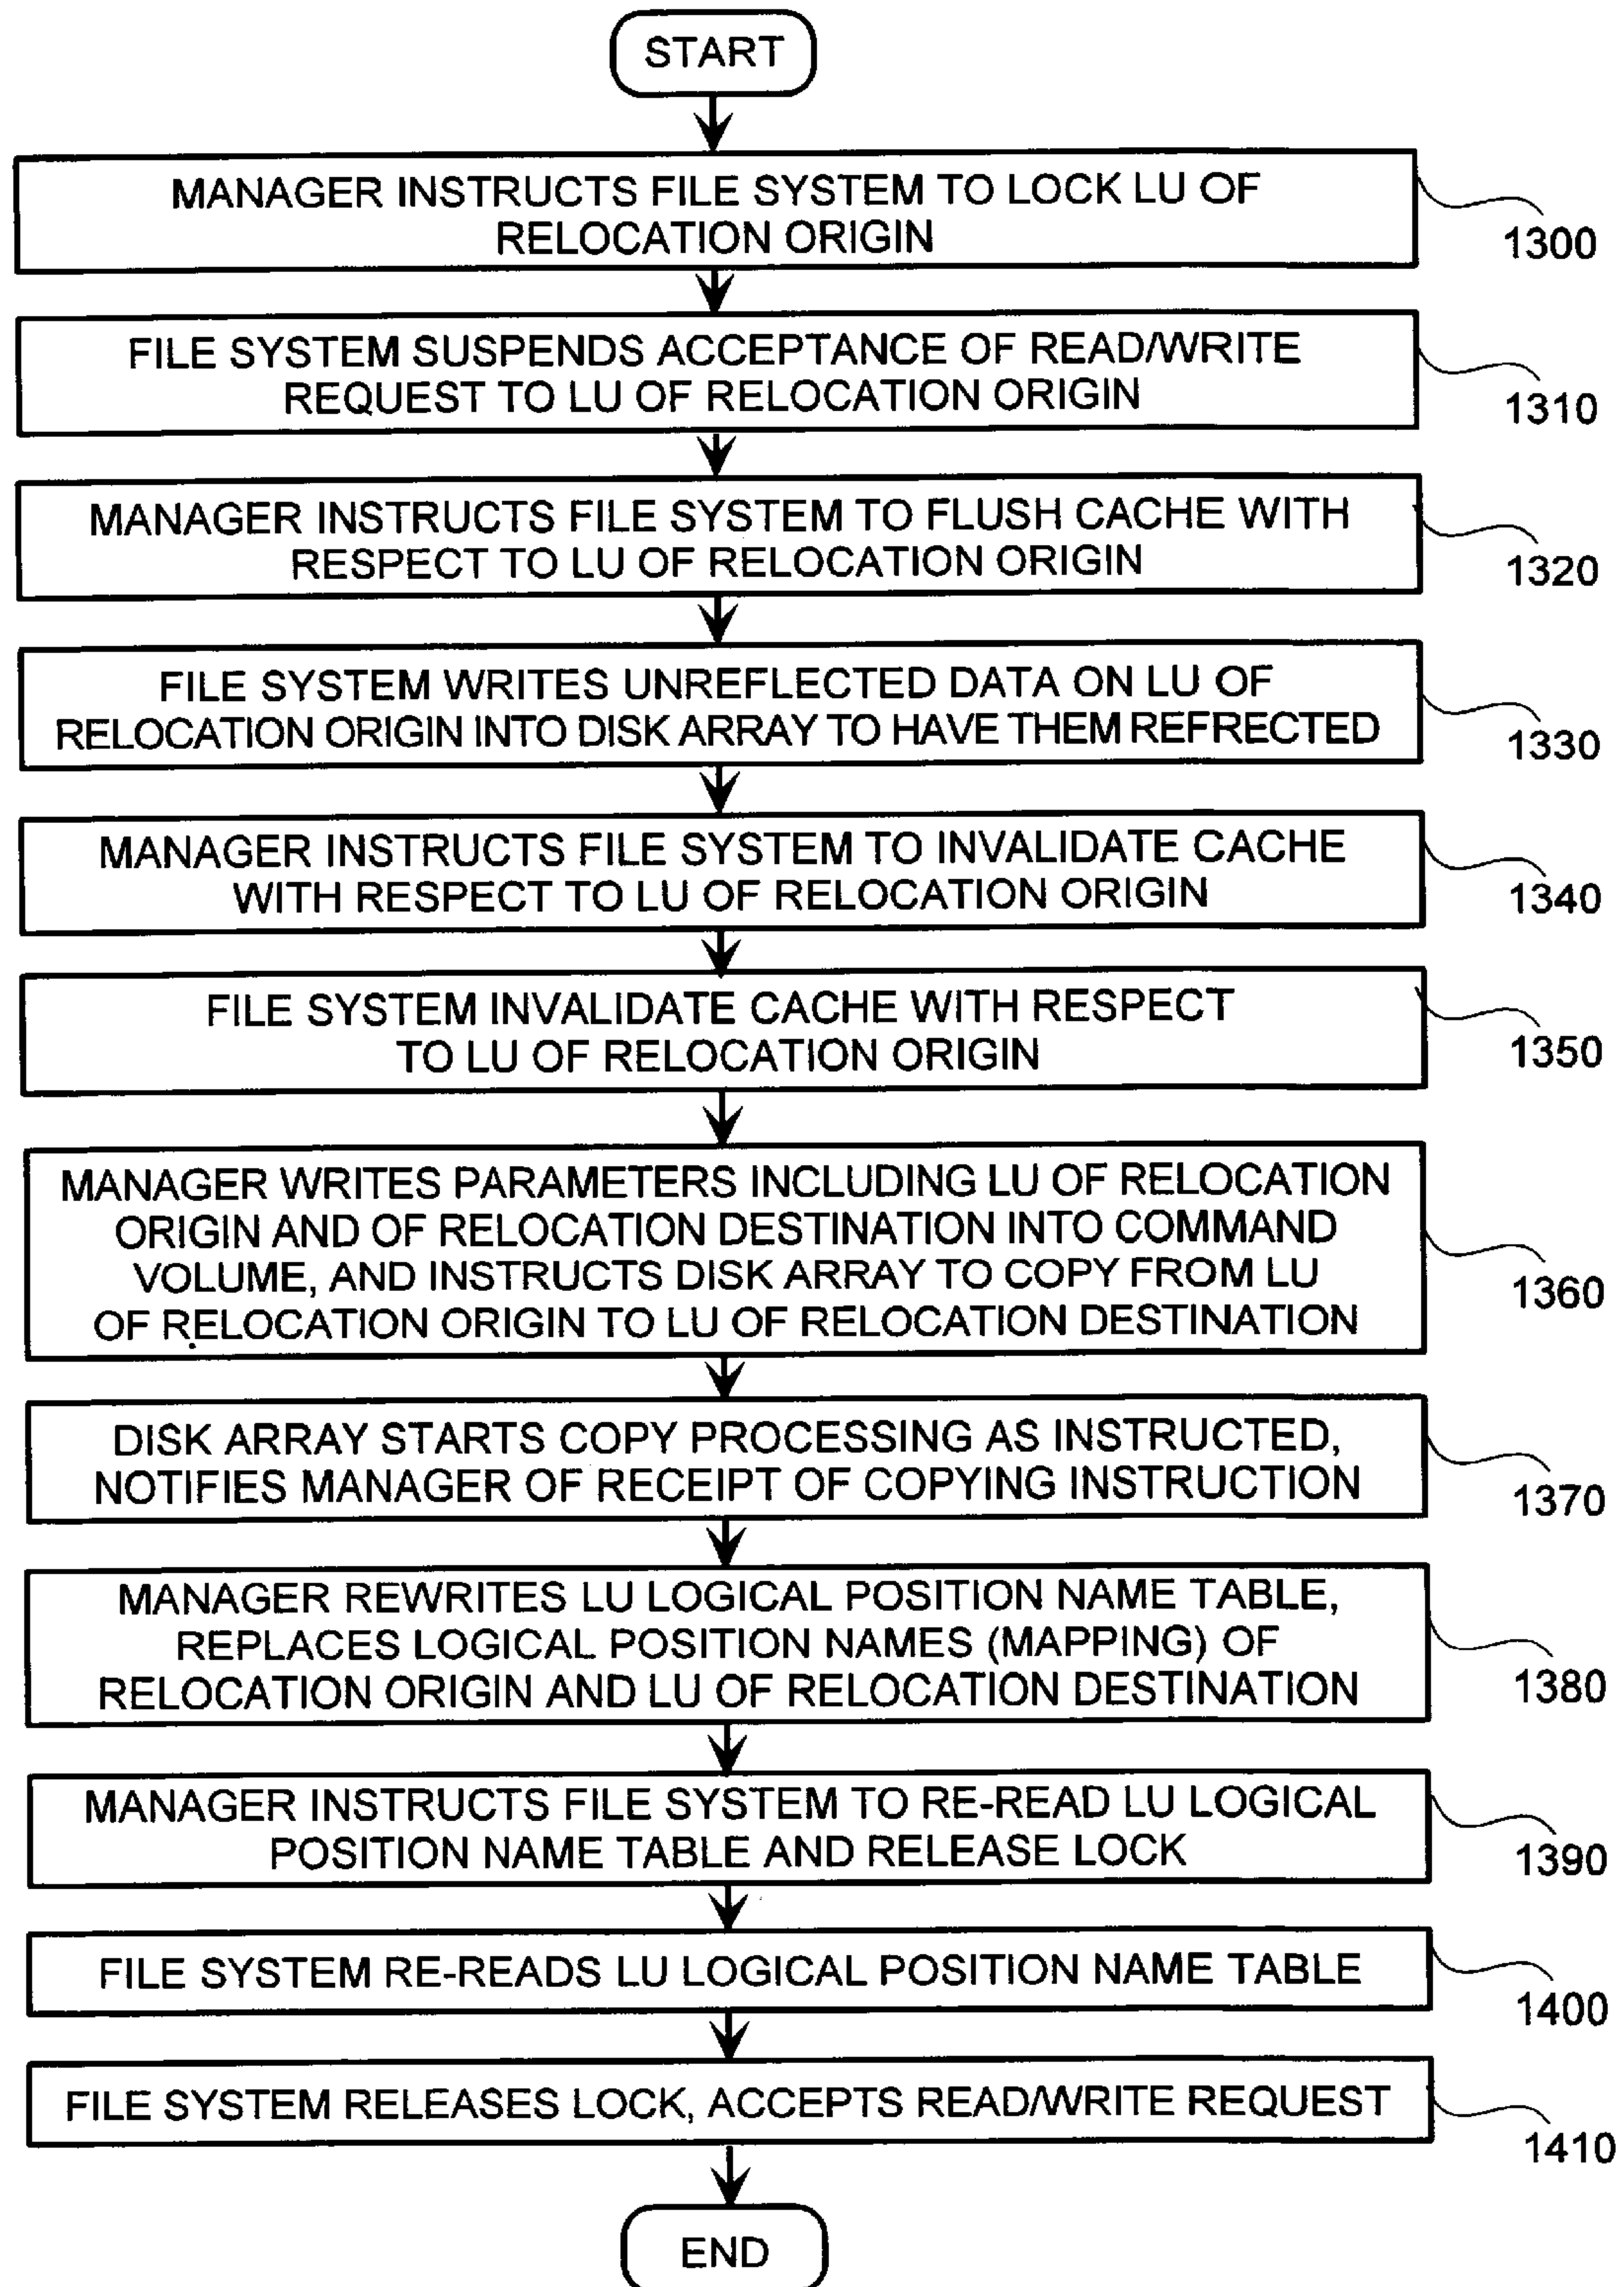 START
MANAGER INSTRUCTS FILE SYSTEM TO LOCK LU OF
RELOCATION ORIGIN
1300
FILE SYSTEM SUSPENDS ACCEPTANCE OF READ/WRITE
REQUEST TO LU OF RELOCATION ORIGIN
1310
MANAGER INSTRUCTS FILE SYSTEM TO FLUSH CACHE WITH
RESPECT TO LU OF RELOCATION ORIGIN
1320
FILE SYSTEM WRITES UNREFLECTED DATA ON LU OF
RELOCATION ORIGIN INTO DISK ARRAY TO HAVE THEM REFRECTED
1330
MANAGER INSTRUCTS FILE SYSTEM TO INVALIDATE CACHE
WITH RESPECT TO LU OF RELOCATION ORIGIN
1340
FILE SYSTEM INVALIDATE CACHE WITH RESPECT
TO LU OF RELOCATION ORIGIN
1350
MANAGER WRITES PARAMETERS INCLUDING LU OF RELOCATION
ORIGIN AND OF RELOCATION DESTINATION INTO COMMAND
VOLUME, AND INSTRUCTS DISK ARRAY TO COPY FROM LU
OF RELOCATION ORIGIN TO LU OF RELOCATION DESTINATION
1360
DISK ARRAY STARTS COPY PROCESSING AS INSTRUCTED,
NOTIFIES MANAGER OF RECEIPT OF COPYING INSTRUCTION
1370
MANAGER REWRITES LU LOGICAL POSITION NAME TABLE,
REPLACES LOGICAL POSITION NAMES (MAPPING) OF
RELOCATION ORIGIN AND LU OF RELOCATION DESTINATION
1380
MANAGER INSTRUCTS FILE SYSTEM TO RE-READ LU LOGICAL
POSITION NAME TABLE AND RELEASE LOCK
1390
FILE SYSTEM RE-READS LU LOGICAL POSITION NAME TABLE
1400
FILE SYSTEM RELEASES LOCK, ACCEPTS READ/WRITE REQUEST
1410
END